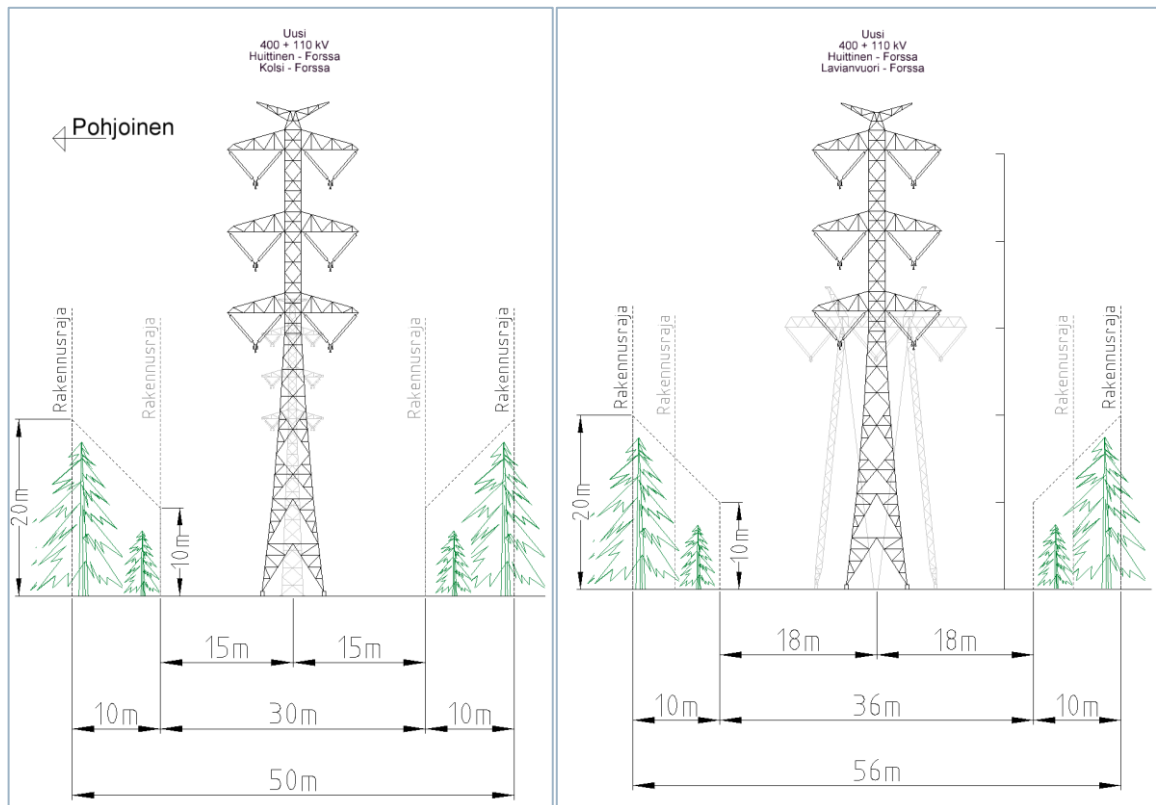 Uusi
400 + 110 kV
Huittinen - Forssa
Kolsi - Forssa
Pohjoinen
Rakennusraja
Rakennusraja
Rakennusraja
Rakennusraja
20m
10m
15m
15m
10m
30m
10m
50m
Uusi
400 + 110 kV
Huittinen - Forssa
Lavianvuori - Forssa
Rakennusraja
Rakennusraja
Rakennusraja
Rakennusraja
20m
10m
18m
18m
10m
36m
10m
56m